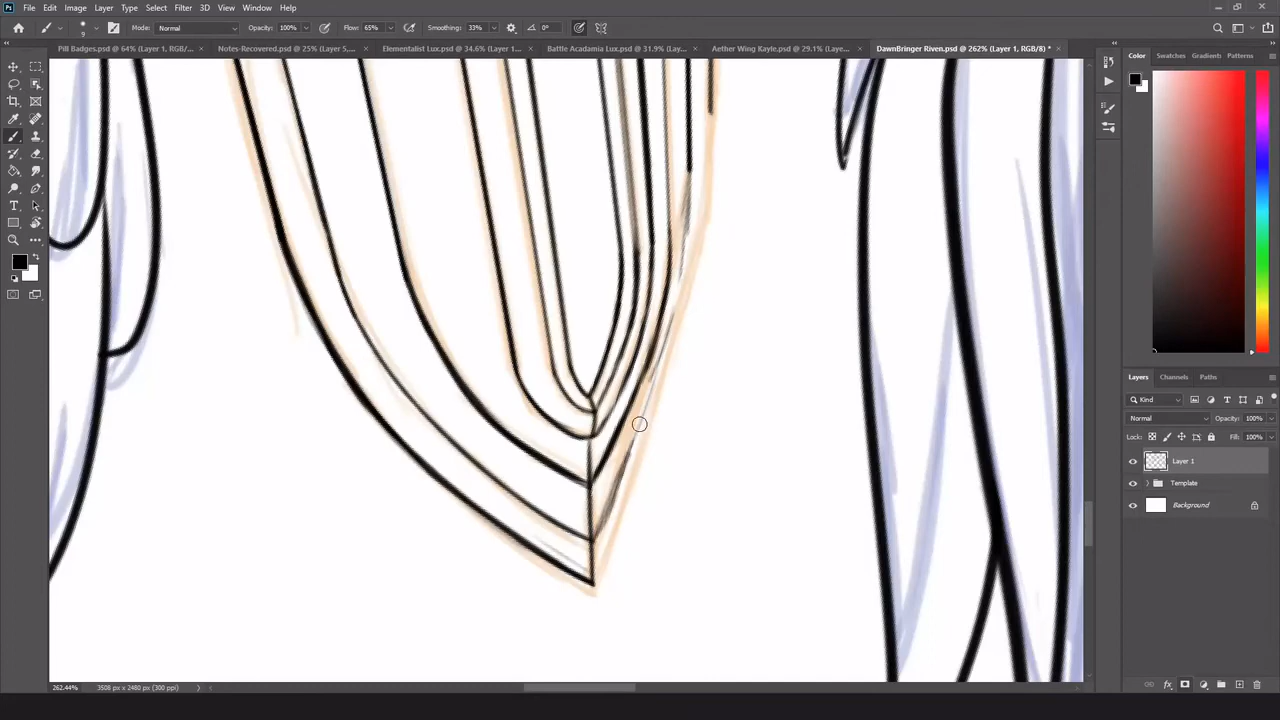 File Edit Image Layer Type Select Filter 3D View Window Help
9 Mode: Normal Opacity: 100% Flow: 65% Smoothing: 33% 0°
Pill Badges.psd @ 64% (Layer 1, RGB/... × Notes-Recovered.psd @ 25% (Layer 5,... × Elementalist Lux.psd @ 34.6% (Layer 1... × Battle Acadamia Lux.psd @ 31.9% (Layer... × Aether Wing Kayle.psd @ 29.1% (Layer... × DawnBringer Riven.psd @ 262% (Layer 1, RGB/8) * ×
Color Swatches Gradients Patterns
Layers Channels Paths
Kind
Normal Opacity: 100%
Lock: Fill: 100%
Layer 1
Template
Background
262.44% 3508 px x 2480 px (300 ppi)